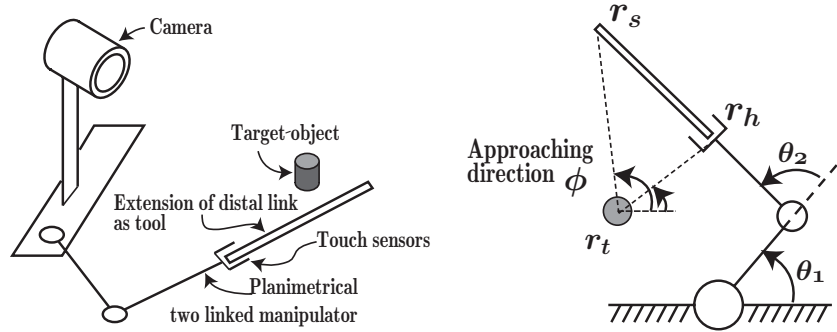 Camera
Target-object
Extension of distal link
as tool
Touch sensors
Planimetrical
two linked manipulator
r_s
r_h
Approaching
direction ϕ
θ_2
r_t
θ_1